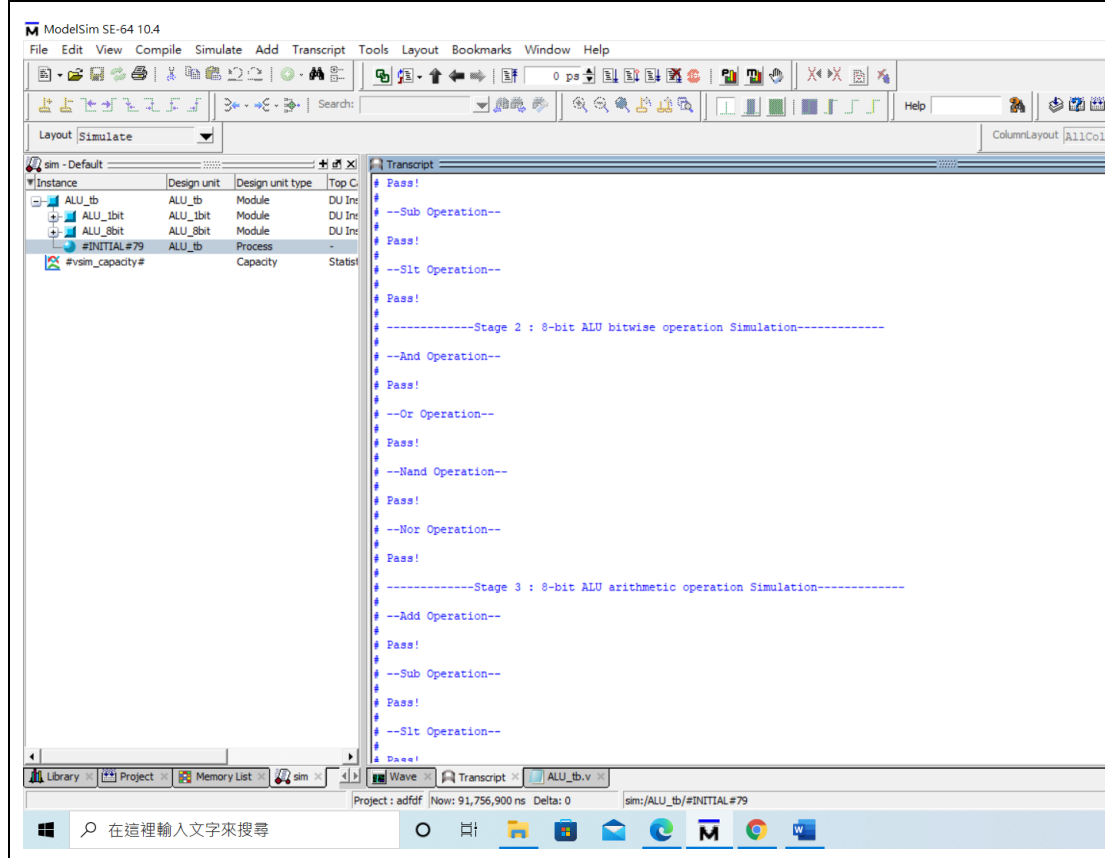 ModelSim SE-64 10.4
File Edit View Compile Simulate Add Transcript Tools Layout Bookmarks Window Help
0 ps
Search:
Help
Layout Simulate
ColumnLayout AllCol
sim - Default
Instance Design unit Design unit type Top C
ALU_tb ALU_tb Module DU Ins
ALU_1bit ALU_1bit Module DU Ins
ALU_8bit ALU_8bit Module DU Ins
#INITIAL#79 ALU_tb Process -
#vsim_capacity# Capacity Statist
Transcript
# Pass!
#
# --Sub Operation--
#
# Pass!
#
# --Slt Operation--
#
# Pass!
#
# -------------Stage 2 : 8-bit ALU bitwise operation Simulation-------------
#
# --And Operation--
#
# Pass!
#
# --Or Operation--
#
# Pass!
#
# --Nand Operation--
#
# Pass!
#
# --Nor Operation--
#
# Pass!
#
# -------------Stage 3 : 8-bit ALU arithmetic operation Simulation-------------
#
# --Add Operation--
#
# Pass!
#
# --Sub Operation--
#
# Pass!
#
# --Slt Operation--
#
# Pass!
Library Project Memory List sim
Wave Transcript ALU_tb.v
Project : adfdf Now: 91,756,900 ns Delta: 0 sim:/ALU_tb/#INITIAL#79
在這裡輸入文字來搜尋